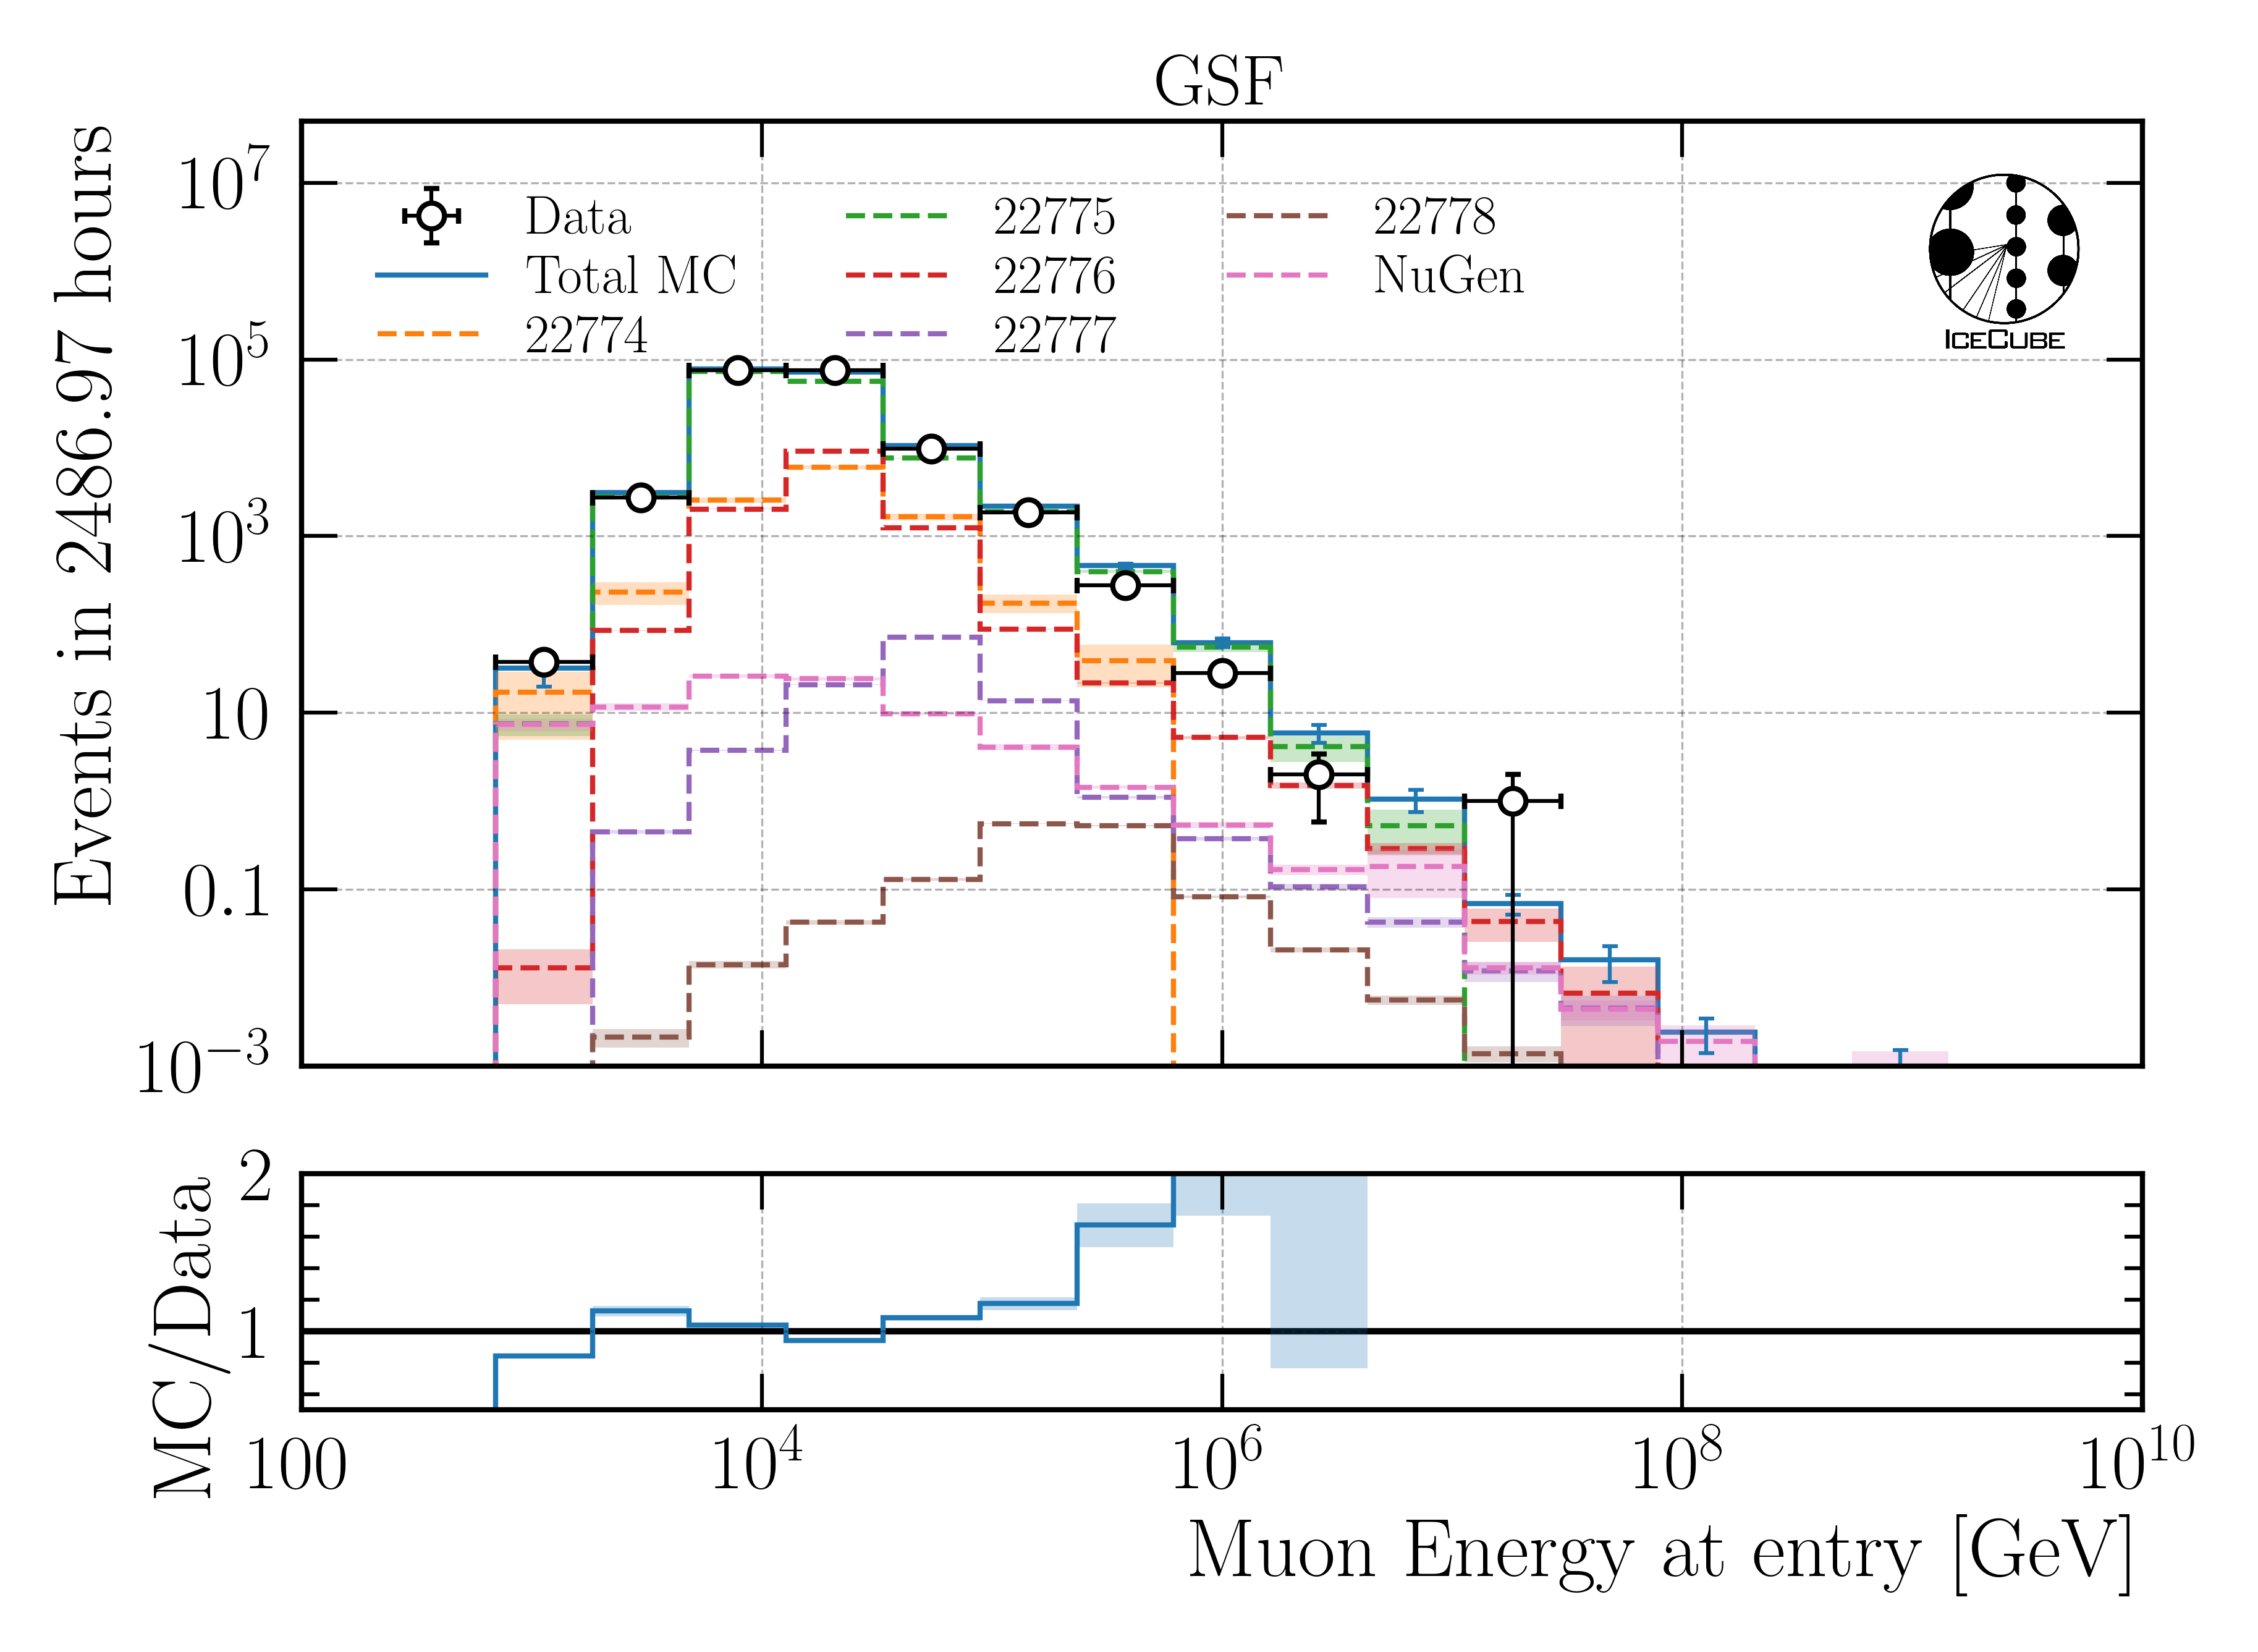 GSF
Events in 2486.97 hours
10^7
10^5
10^3
10
0.1
10^−3
Data
Total MC
22774
22775
22776
22777
22778
NuGen
ICECUBE
MC/Data
2
1
100
10^4
10^6
10^8
10^10
Muon Energy at entry [GeV]